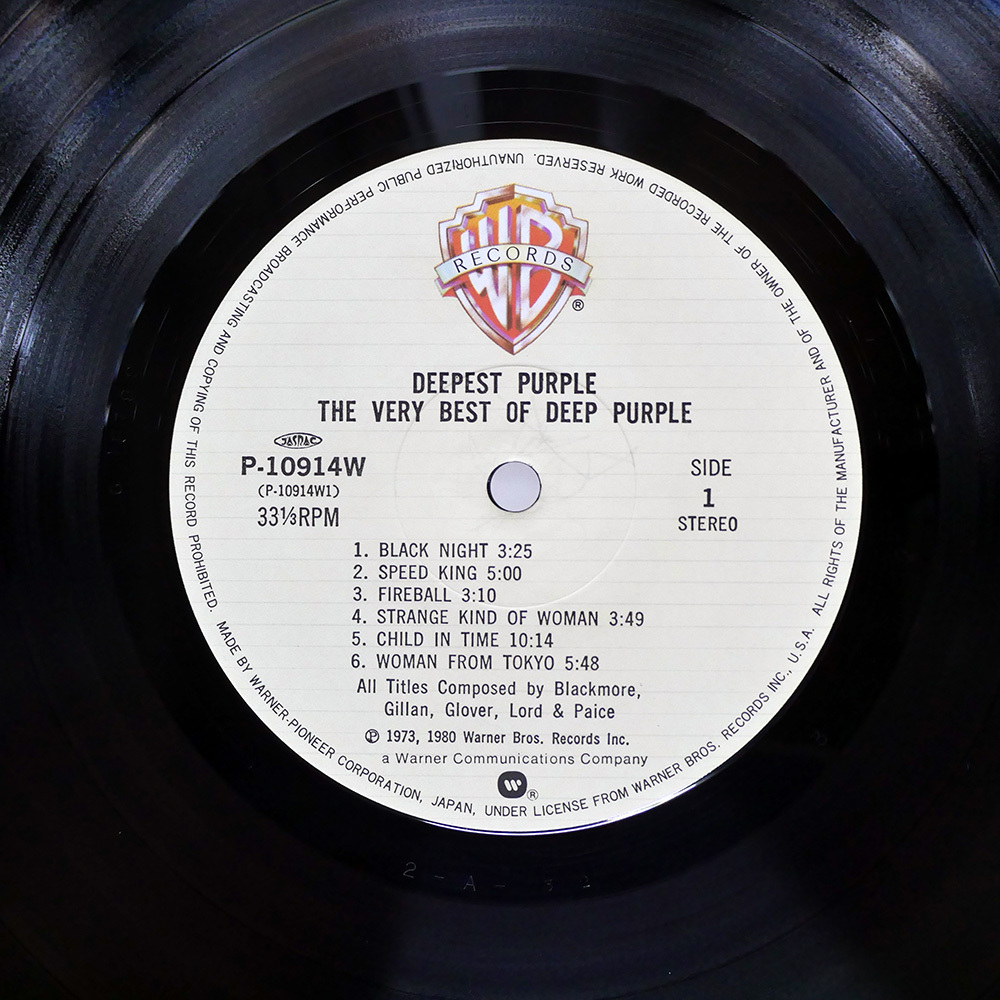 WB
RECORDS
®
DEEPEST PURPLE
THE VERY BEST OF DEEP PURPLE
JASRAC
P-10914W
(P-10914W1)
33⅓RPM
SIDE
1
STEREO
1. BLACK NIGHT 3:25
2. SPEED KING 5:00
3. FIREBALL 3:10
4. STRANGE KIND OF WOMAN 3:49
5. CHILD IN TIME 10:14
6. WOMAN FROM TOKYO 5:48
All Titles Composed by Blackmore,
Gillan, Glover, Lord & Paice
℗ 1973, 1980 Warner Bros. Records Inc.
a Warner Communications Company
®
MADE BY WARNER-PIONEER CORPORATION, JAPAN, UNDER LICENSE FROM WARNER BROS. RECORDS INC., U.S.A. ALL RIGHTS OF THE MANUFACTURER AND OF THE OWNER OF THE RECORDED WORK RESERVED. UNAUTHORIZED PUBLIC PERFORMANCE BROADCASTING AND COPYING OF THIS RECORD PROHIBITED.